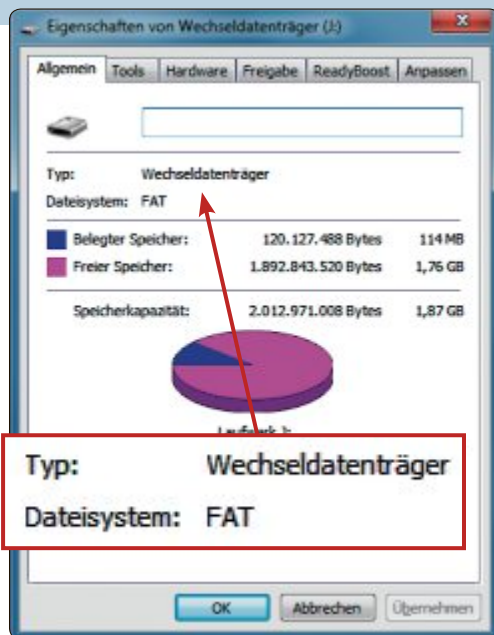 Eigenschaften von Wechseldatenträger (J:)
Allgemein Tools Hardware Freigabe ReadyBoost Anpassen
Typ: Wechseldatenträger
Dateisystem: FAT
Belegter Speicher: 120.127.488 Bytes 114 MB
Freier Speicher: 1.892.843.520 Bytes 1,76 GB
Speicherkapazität: 2.012.971.008 Bytes 1,87 GB
Typ: Wechseldatenträger
Dateisystem: FAT
OK Abbrechen Übernehmen